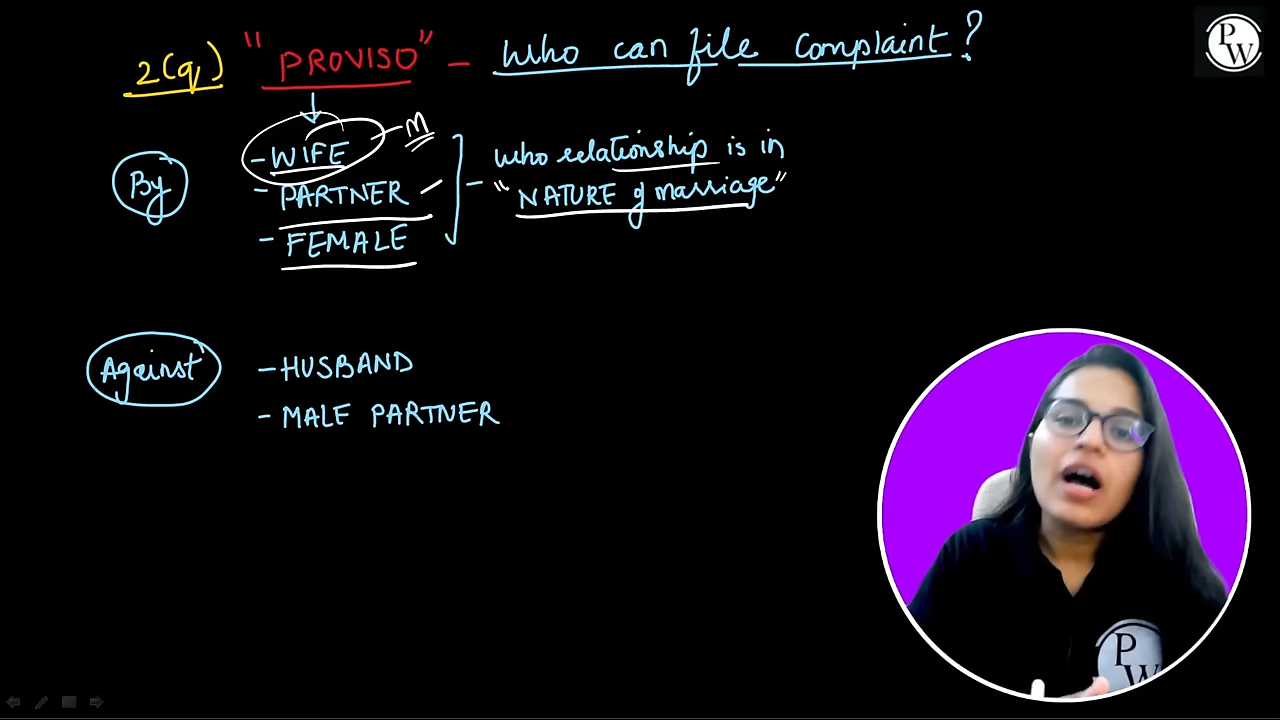 2(q) "PROVISO" - Who can file complaint?
PW
By
- WIFE - M
- PARTNER
- FEMALE
- who relationship is in
"NATURE of marriage"
Against
- HUSBAND
- MALE PARTNER
PW